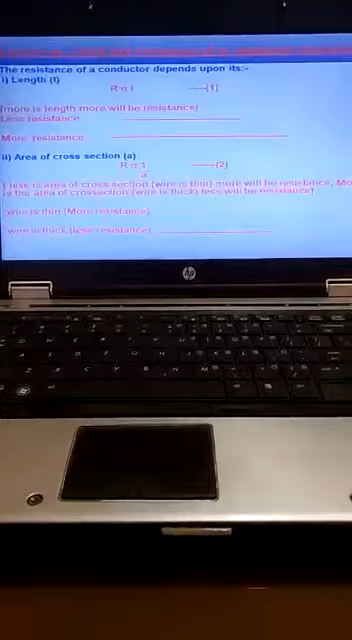 The resistance of a conductor depends upon its:-
i) Length (l)
R α l ——(1)
(more is length more will be resistance)
Less resistance
More resistance
ii) Area of cross section (a)
R α 1 ——(2)
a
( less is area of cross section (wire is thin) more will be resistance, Mo
is the area of crossection (wire is thick) less will be resistance)
wire is thin (More resistance)
wire is thick (less resistance)
hp